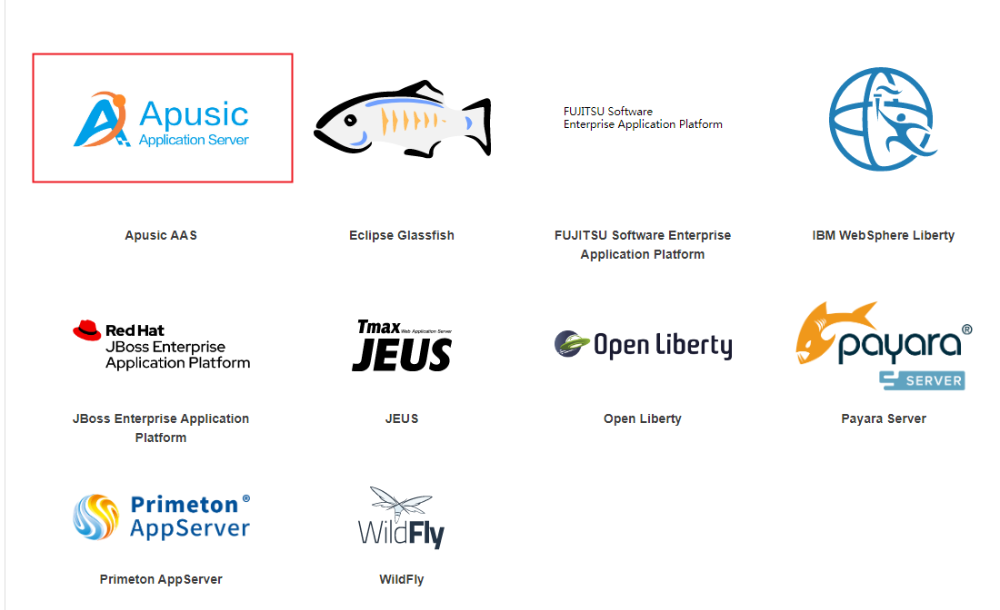 Apusic
Application Server
FUJITSU Software
Enterprise Application Platform
Apusic AAS
Eclipse Glassfish
FUJITSU Software Enterprise
Application Platform
IBM WebSphere Liberty
Red Hat
JBoss Enterprise
Application Platform
Tmax Web Application Server
JEUS
Open Liberty
payara®
SERVER
JBoss Enterprise Application
Platform
JEUS
Open Liberty
Payara Server
Primeton®
AppServer
WildFly
Primeton AppServer
WildFly